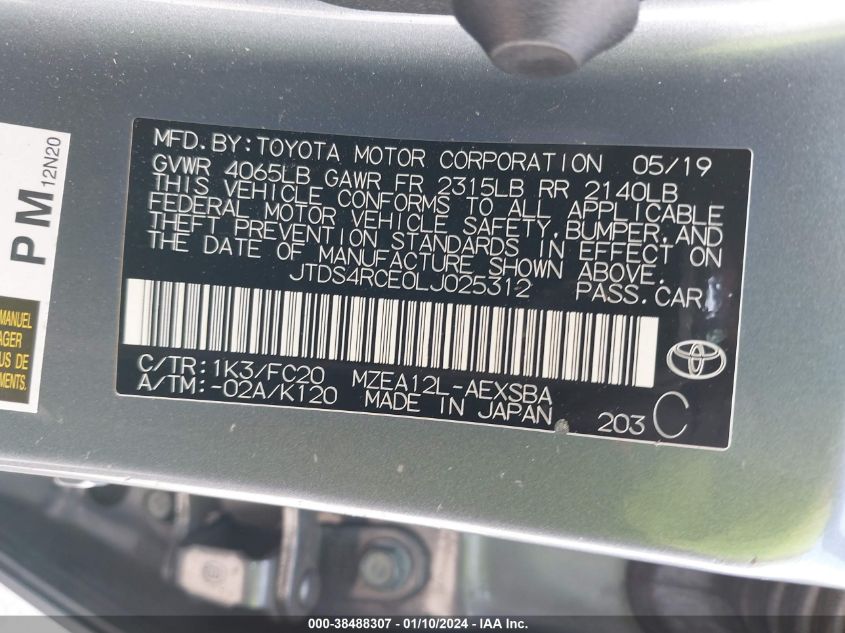 MFD. BY: TOYOTA MOTOR CORPORATION 05/19
GVWR 4065LB GAWR FR 2315LB RR 2140LB
THIS VEHICLE CONFORMS TO ALL APPLICABLE
FEDERAL MOTOR VEHICLE SAFETY, BUMPER, AND
THEFT PREVENTION STANDARDS IN EFFECT ON
THE DATE OF MANUFACTURE SHOWN ABOVE.
JTDS4RCE0LJ025312 PASS. CAR
C/TR: 1K3/FC20 MZEA12L-AEXSBA
A/TM: -02A/K120 MADE IN JAPAN
203 C
PM 12N20
MANUEL
AGER
US DE
000-38488307 - 01/10/2024 - IAAI, Inc.